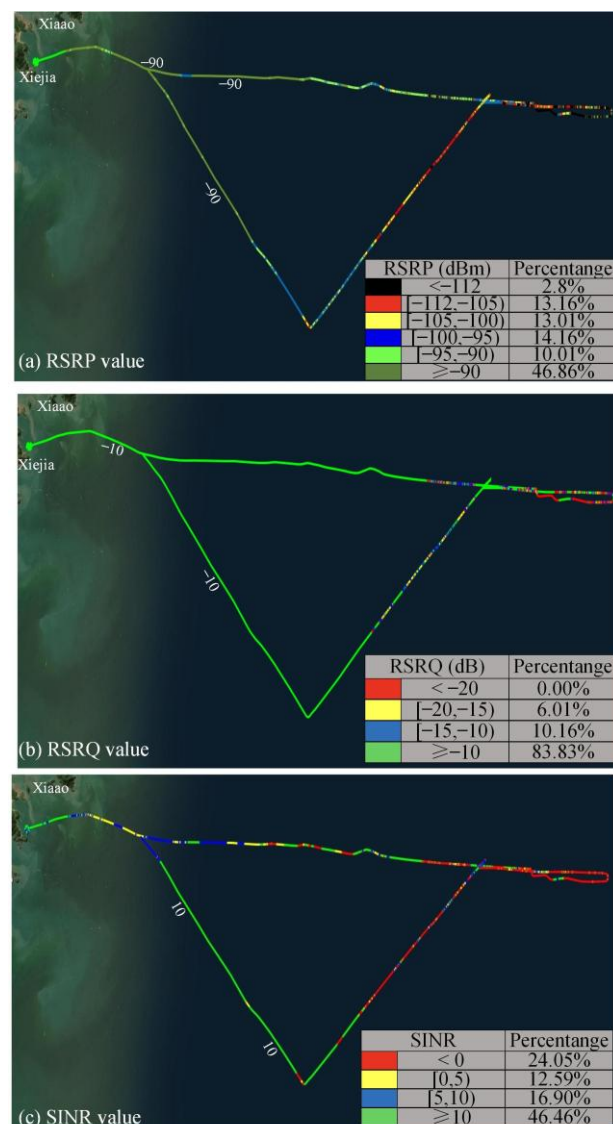 Xiaao
Xiejia
−90
−90
−90
RSRP (dBm) Percentange
<−112 2.8%
[−112,−105) 13.16%
[−105,−100) 13.01%
[−100,−95) 14.16%
[−95,−90) 10.01%
⩾−90 46.86%
(a) RSRP value
Xiaao
Xiejia
−10
−10
RSRQ (dB) Percentange
< −20 0.00%
[−20,−15) 6.01%
[−15,−10) 10.16%
⩾−10 83.83%
(b) RSRQ value
Xiaao
10
10
SINR Percentange
< 0 24.05%
[0,5) 12.59%
[5,10) 16.90%
⩾10 46.46%
(c) SINR value